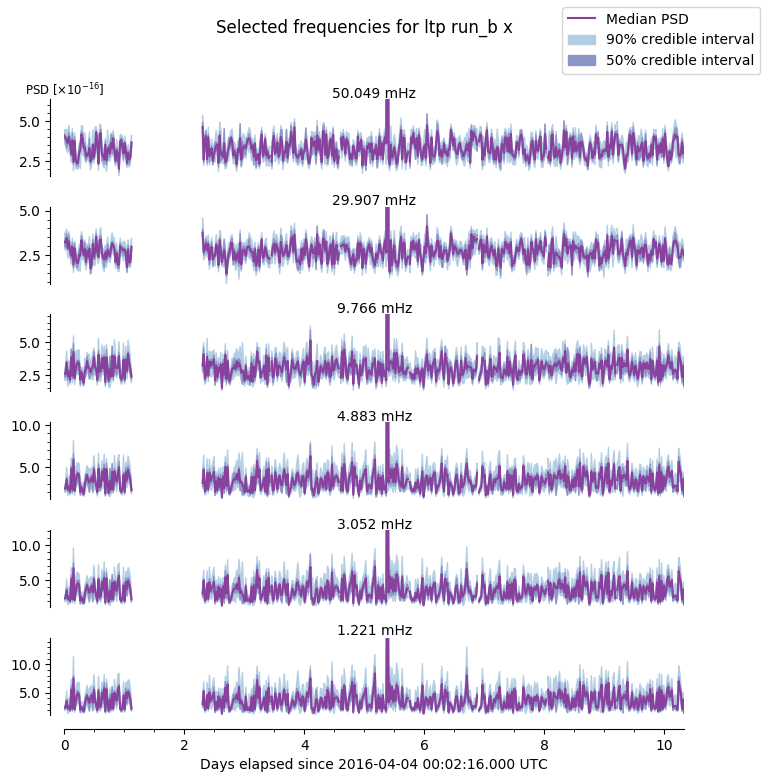 Selected frequencies for ltp run_b x
Median PSD
90% credible interval
50% credible interval
PSD [×10⁻¹⁶]
50.049 mHz
5.0
2.5
29.907 mHz
5.0
2.5
9.766 mHz
5.0
2.5
4.883 mHz
10.0
5.0
3.052 mHz
10.0
5.0
1.221 mHz
10.0
5.0
0 2 4 6 8 10
Days elapsed since 2016-04-04 00:02:16.000 UTC